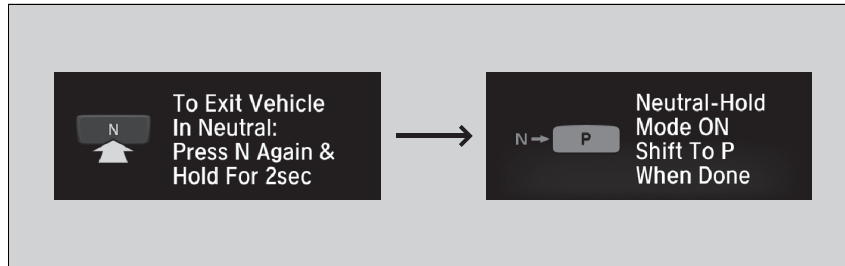 N
To Exit Vehicle
In Neutral:
Press N Again &
Hold For 2sec
N P
Neutral-Hold
Mode ON
Shift To P
When Done